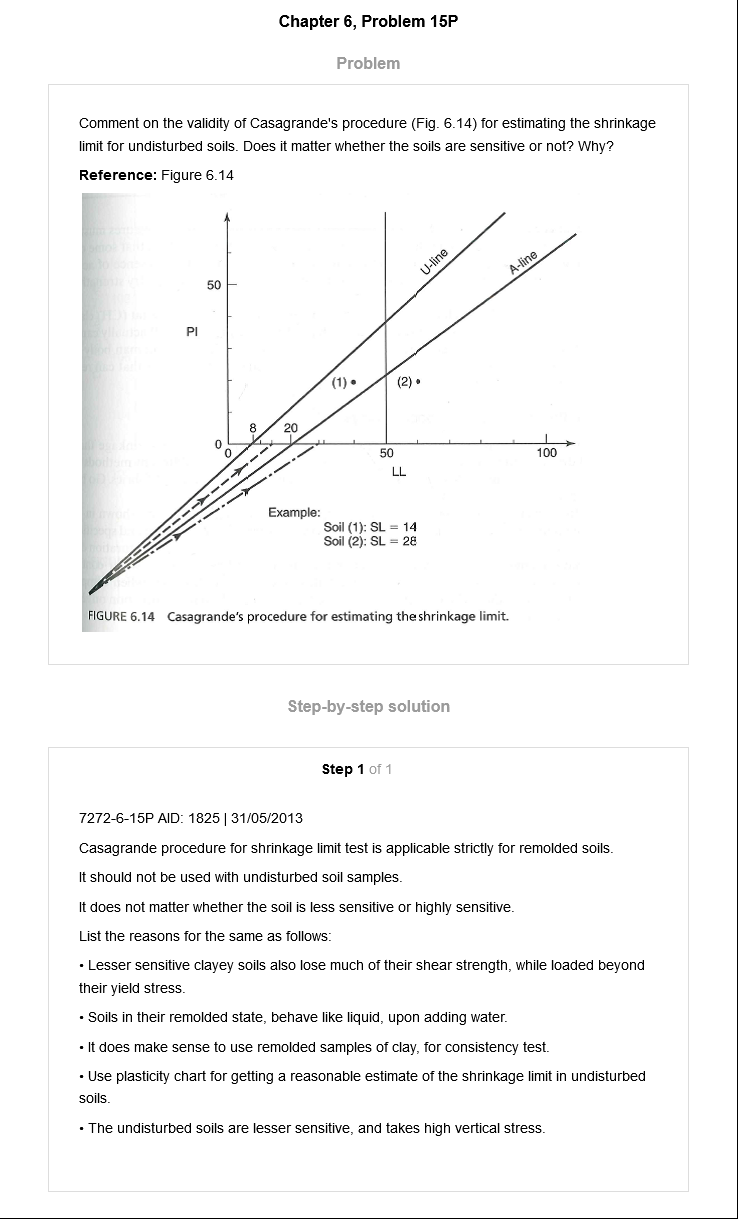 Chapter 6, Problem 15P
Problem
Comment on the validity of Casagrande's procedure (Fig. 6.14) for estimating the shrinkage
limit for undisturbed soils. Does it matter whether the soils are sensitive or not? Why?
Reference: Figure 6.14
U-line
A-line
50
PI
(1) •
(2) •
8
20
0
0
50
100
LL
Example:
Soil (1): SL = 14
Soil (2): SL = 28
FIGURE 6.14 Casagrande's procedure for estimating the shrinkage limit.
Step-by-step solution
Step 1 of 1
7272-6-15P AID: 1825 | 31/05/2013
Casagrande procedure for shrinkage limit test is applicable strictly for remolded soils.
It should not be used with undisturbed soil samples.
It does not matter whether the soil is less sensitive or highly sensitive.
List the reasons for the same as follows:
• Lesser sensitive clayey soils also lose much of their shear strength, while loaded beyond
their yield stress.
• Soils in their remolded state, behave like liquid, upon adding water.
• It does make sense to use remolded samples of clay, for consistency test.
• Use plasticity chart for getting a reasonable estimate of the shrinkage limit in undisturbed
soils.
• The undisturbed soils are lesser sensitive, and takes high vertical stress.